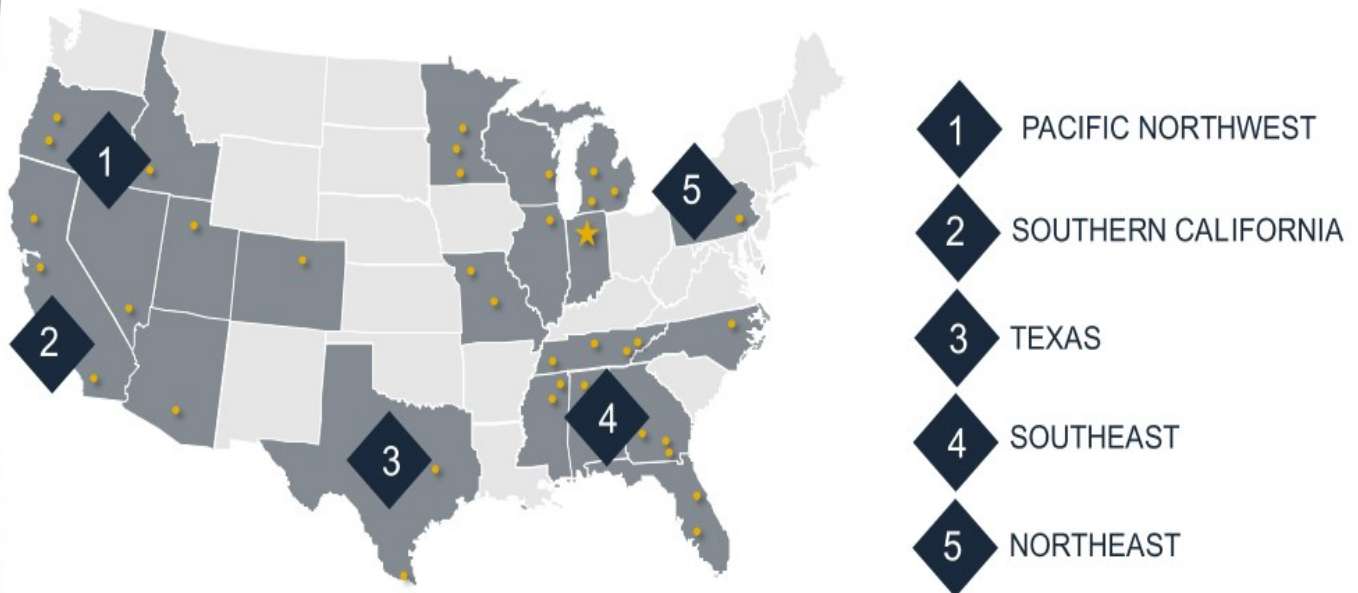 1
2
3
4
5
1 PACIFIC NORTHWEST
2 SOUTHERN CALIFORNIA
3 TEXAS
4 SOUTHEAST
5 NORTHEAST